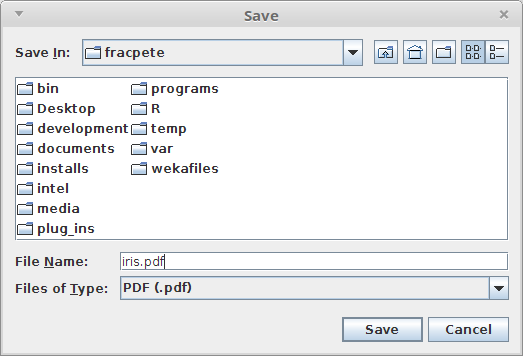 Save
Save In: fracpete
bin programs
Desktop R
development temp
documents var
installs wekafiles
intel
media
plug_ins
File Name: iris.pdf
Files of Type: PDF (.pdf)
Save Cancel